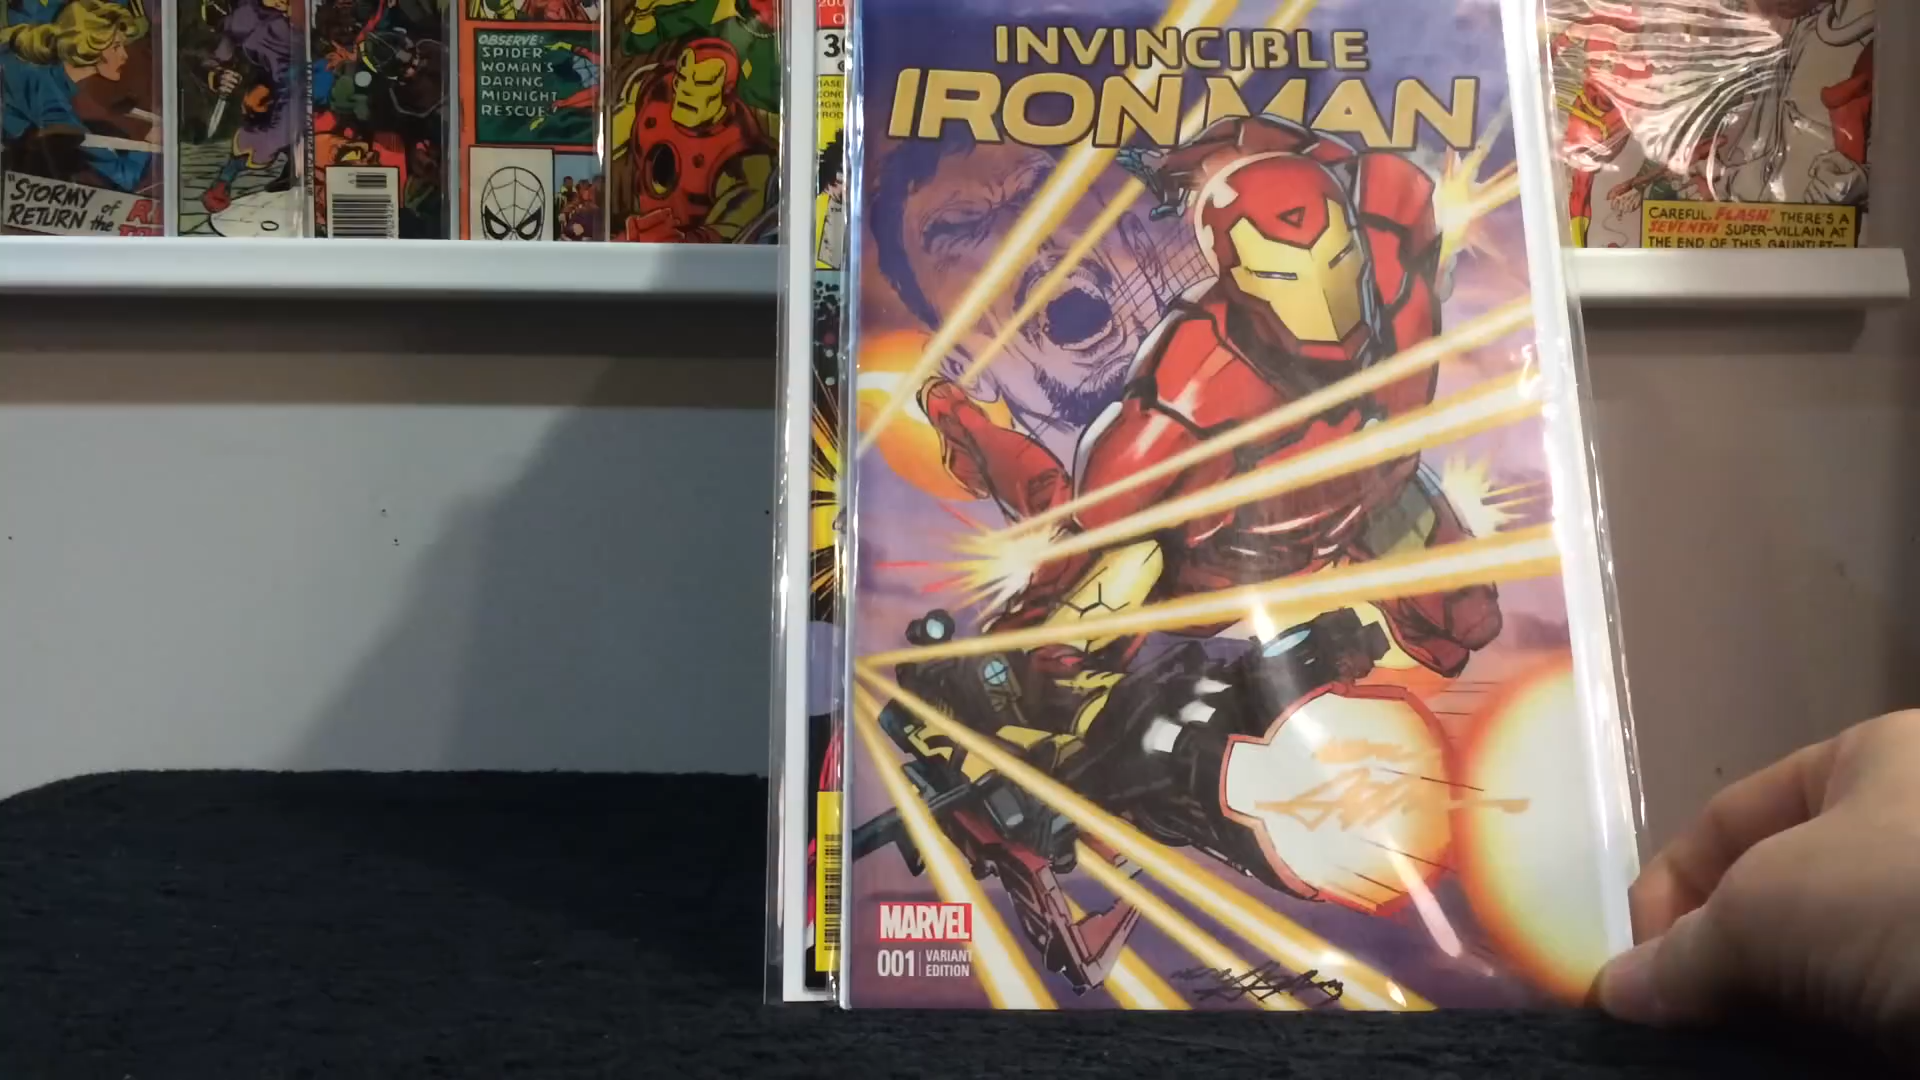 "STORMY
RETURN of the
OBSERVE:
SPIDER
WOMAN'S
DARING
MIDNIGHT
RESCUE!
INVINCIBLE
IRON MAN
MARVEL
001 VARIANT
EDITION
CAREFUL, FLASH! THERE'S A
SEVENTH SUPER-VILLAIN AT
THE END OF THIS GAUNTLET—